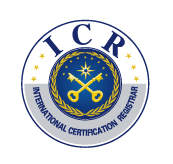 ICR
INTERNATIONAL CERTIFICATION REGISTRAR